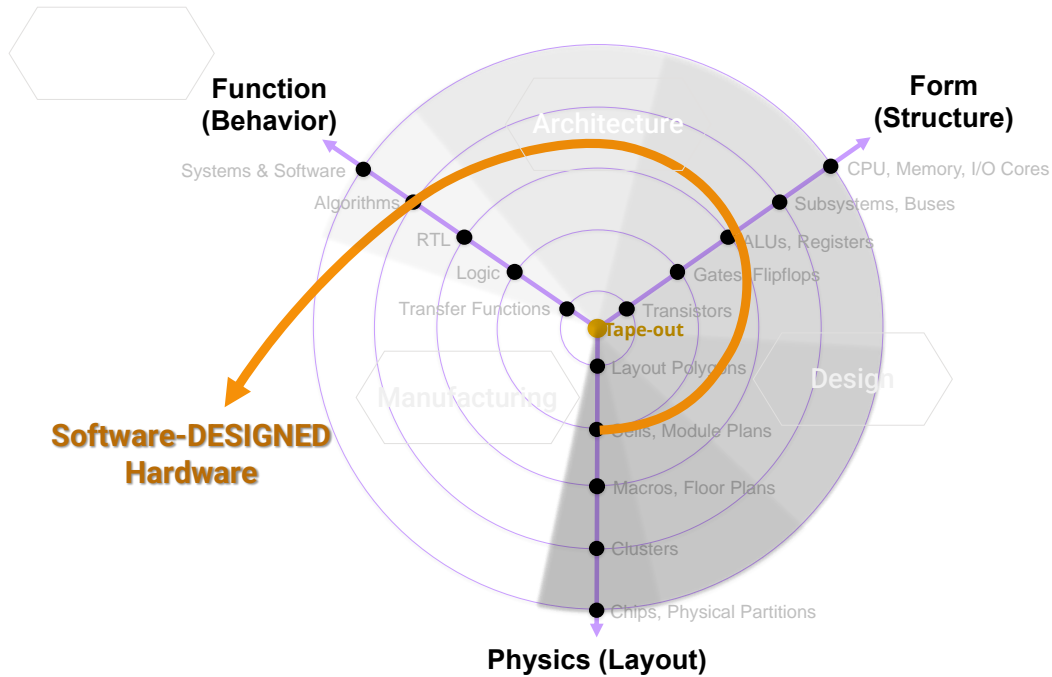 Function
(Behavior)
Form
(Structure)
Architecture
Systems & Software
CPU, Memory, I/O Cores
Algorithms
Subsystems, Buses
RTL
ALUs, Registers
Logic
Gates, Flipflops
Transfer Functions
Transistors
Tape-out
Layout Polygons
Design
Manufacturing
Cells, Module Plans
Software-DESIGNED
Hardware
Macros, Floor Plans
Clusters
Chips, Physical Partitions
Physics (Layout)